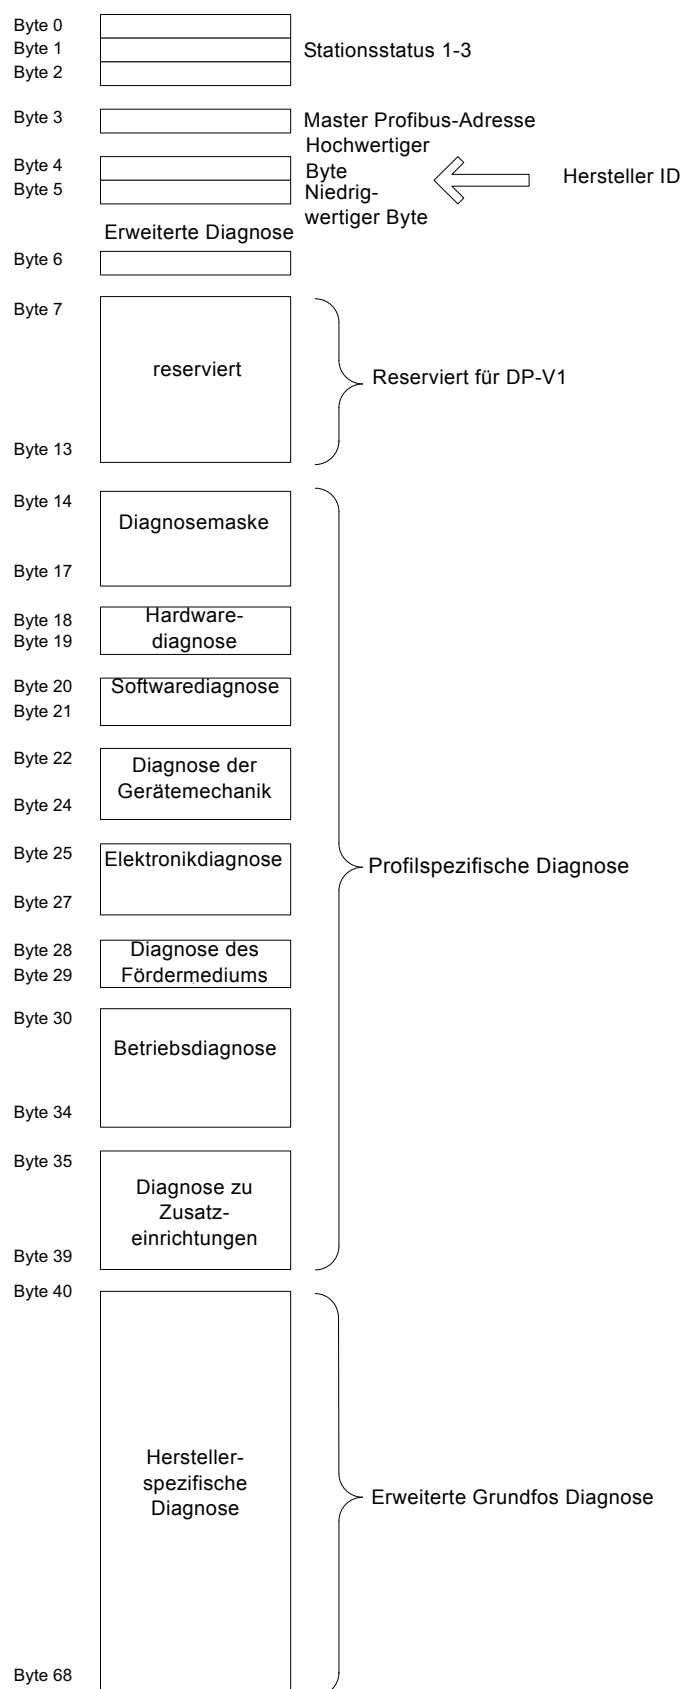 Byte 0
Byte 1
Stationsstatus 1-3
Byte 2
Byte 3
Master Profibus-Adresse
Hochwertiger
Byte 4
Byte
Hersteller ID
Byte 5
Niedrig-
wertiger Byte
Erweiterte Diagnose
Byte 6
Byte 7
reserviert
Reserviert für DP-V1
Byte 13
Byte 14
Diagnosemaske
Byte 17
Byte 18
Hardware-
Byte 19
diagnose
Byte 20
Softwarediagnose
Byte 21
Byte 22
Diagnose der
Gerätemechanik
Byte 24
Byte 25
Elektronikdiagnose
Profilspezifische Diagnose
Byte 27
Byte 28
Diagnose des
Byte 29
Fördermediums
Byte 30
Betriebsdiagnose
Byte 34
Byte 35
Diagnose zu
Zusatz-
einrichtungen
Byte 39
Byte 40
Hersteller-
spezifische
Diagnose
Erweiterte Grundfos Diagnose
Byte 68